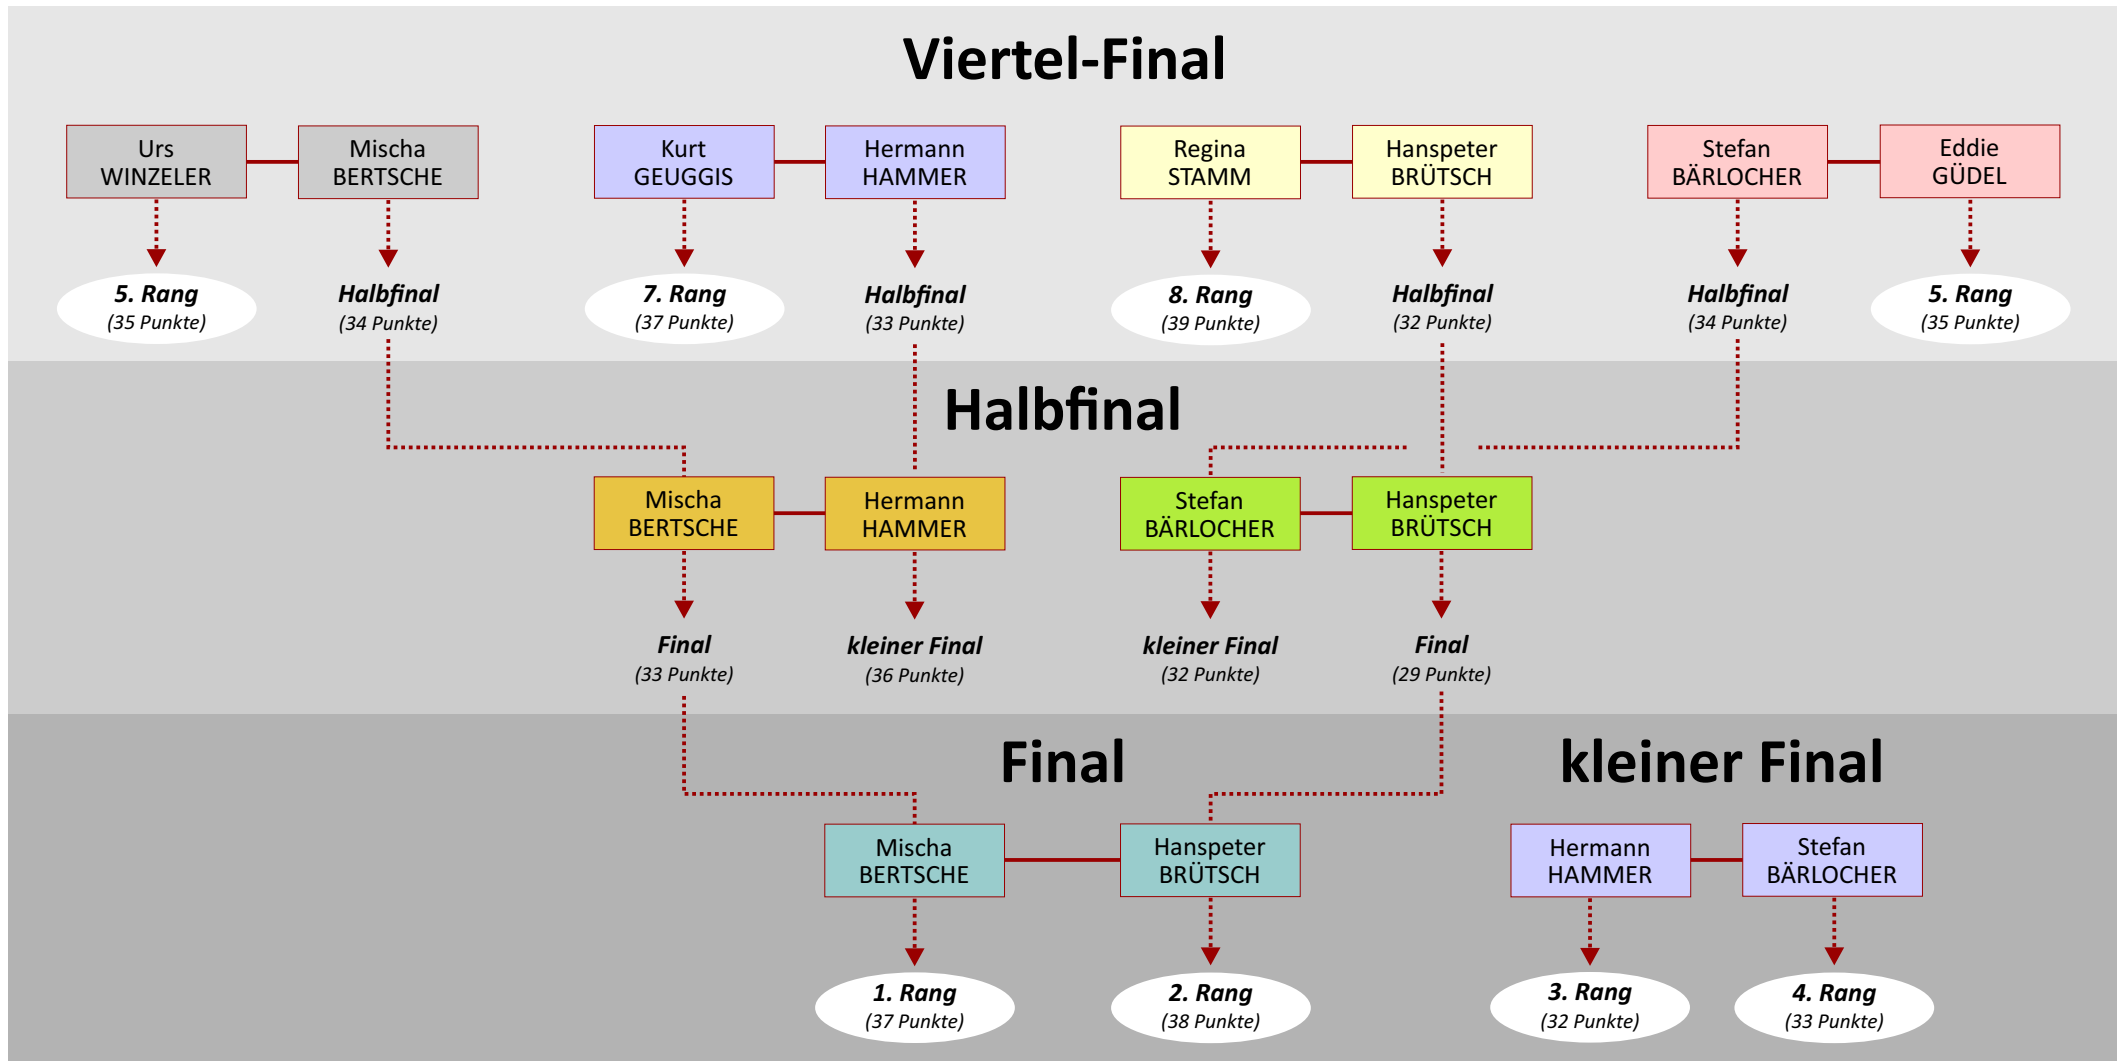 Viertel-Final
Urs
WINZELER
Mischa
BERTSCHE
Kurt
GEUGGIS
Hermann
HAMMER
Regina
STAMM
Hanspeter
BRÜTSCH
Stefan
BÄRLOCHER
Eddie
GÜDEL
5. Rang
(35 Punkte)
Halbfinal
(34 Punkte)
7. Rang
(37 Punkte)
Halbfinal
(33 Punkte)
8. Rang
(39 Punkte)
Halbfinal
(32 Punkte)
Halbfinal
(34 Punkte)
5. Rang
(35 Punkte)
Halbfinal
Mischa
BERTSCHE
Hermann
HAMMER
Stefan
BÄRLOCHER
Hanspeter
BRÜTSCH
Final
(33 Punkte)
kleiner Final
(36 Punkte)
kleiner Final
(32 Punkte)
Final
(29 Punkte)
Final
Mischa
BERTSCHE
Hanspeter
BRÜTSCH
1. Rang
(37 Punkte)
2. Rang
(38 Punkte)
kleiner Final
Hermann
HAMMER
Stefan
BÄRLOCHER
3. Rang
(32 Punkte)
4. Rang
(33 Punkte)